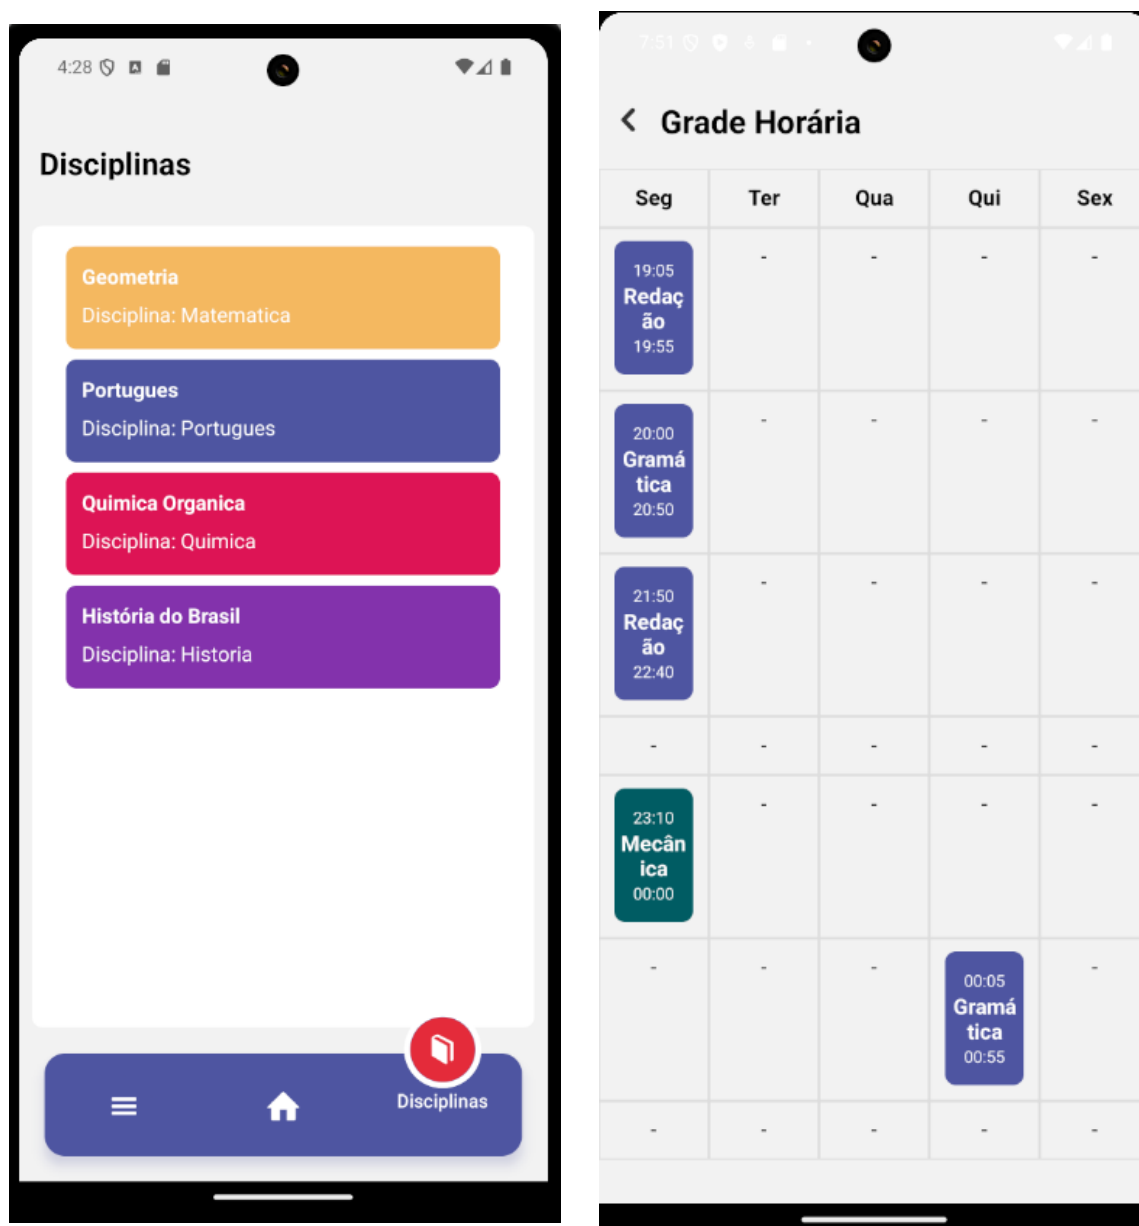 4:28
Disciplinas
Geometria
Disciplina: Matematica
Portugues
Disciplina: Portugues
Quimica Organica
Disciplina: Quimica
História do Brasil
Disciplina: Historia
Disciplinas
7:51
Grade Horária
Seg Ter Qua Qui Sex
19:05 - - - -
Redaç
ão
19:55
20:00 - - - -
Gramá
tica
20:50
21:50 - - - -
Redaç
ão
22:40
- - - - -
23:10 - - - -
Mecân
ica
00:00
- - - 00:05 -
Gramá
tica
00:55
- - - - -